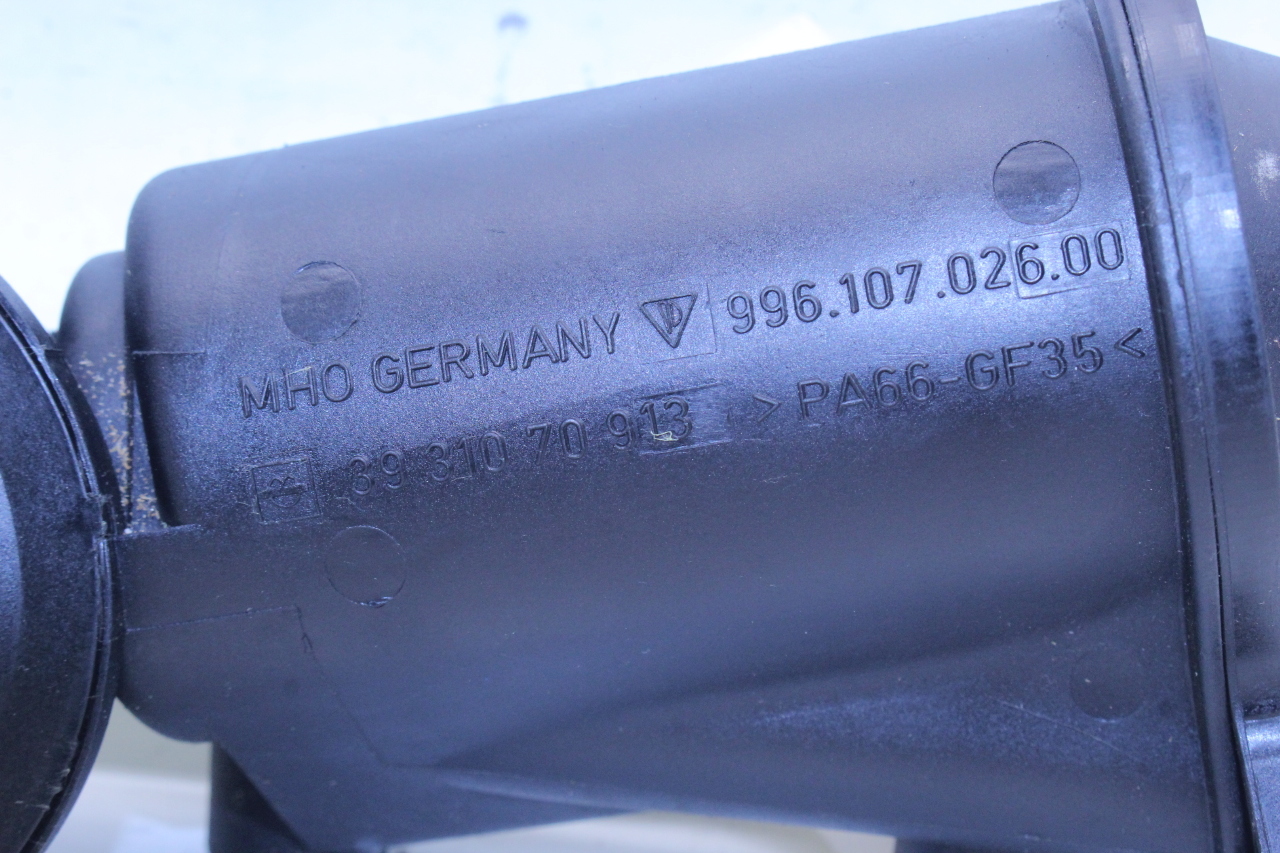 MHO GERMANY 996.107.026.00
39 310 70 913 >PA66-GF35<